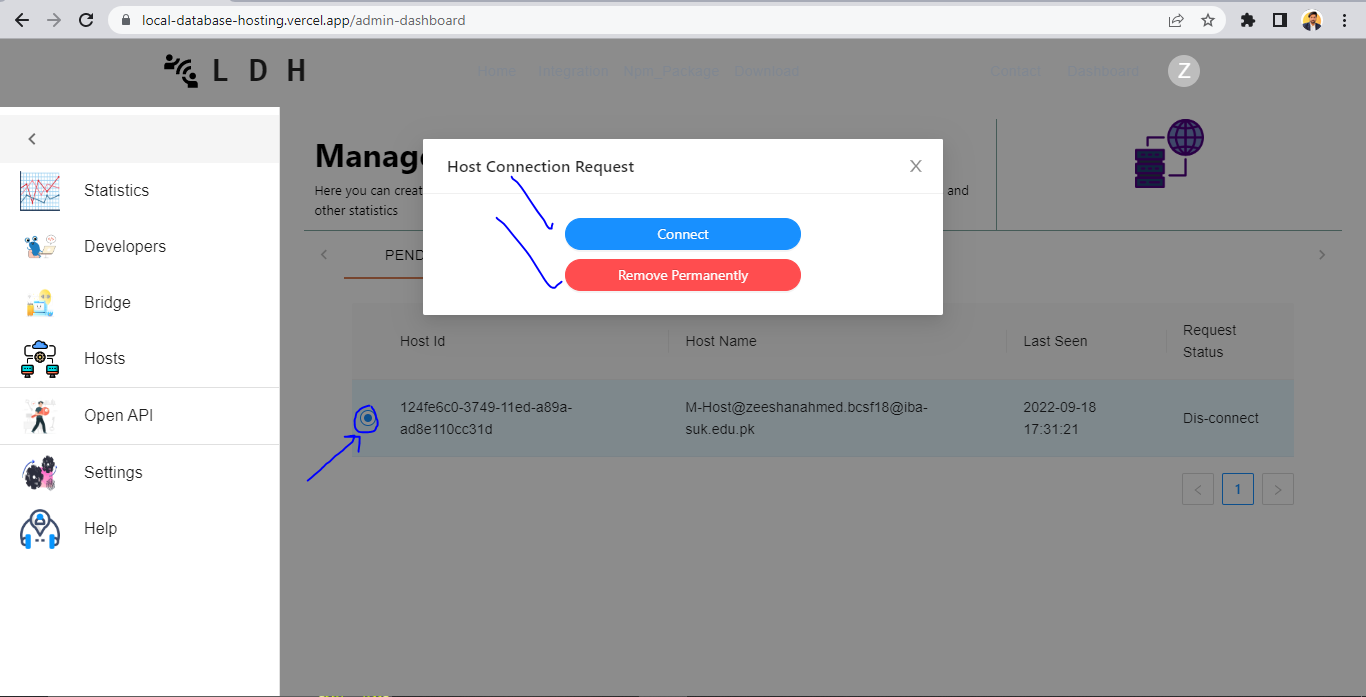 local-database-hosting.vercel.app/admin-dashboard
L D H
Home Integration Npm_Package Download Contact Dashboard Z
Host Connection Request X
Connect
Remove Permanently
Statistics
Developers
Bridge
Hosts
Open API
Settings
Help
Manage
Here you can creat
and
other statistics
PEND
Host Id Host Name Last Seen Request
Status
124fe6c0-3749-11ed-a89a- M-Host@zeeshanahmed.bcsf18@iba- 2022-09-18 Dis-connect
ad8e110cc31d suk.edu.pk 17:31:21
< 1 >